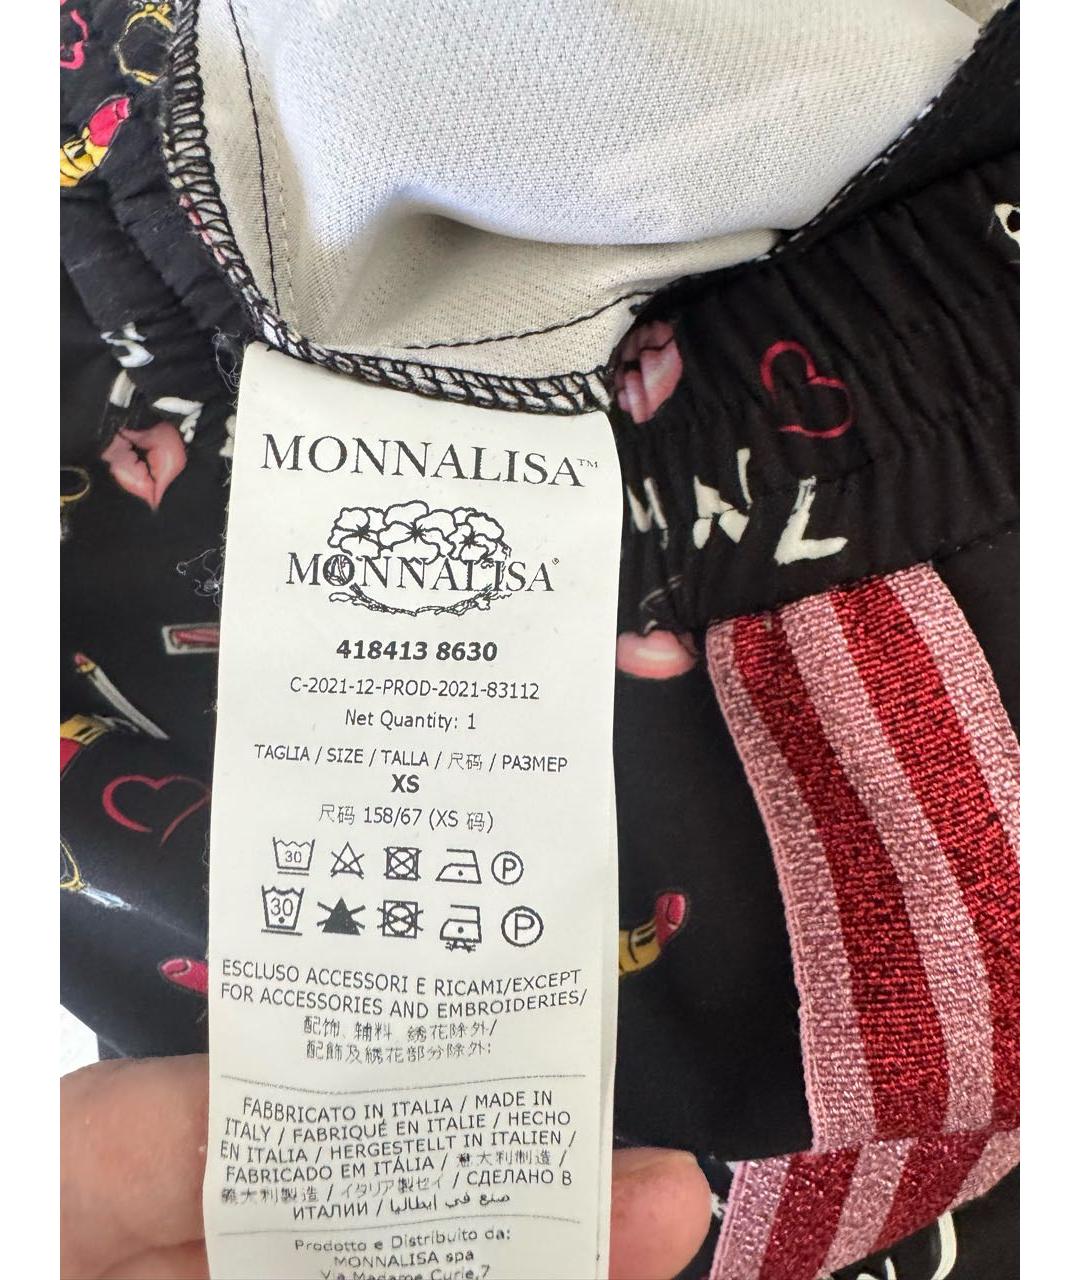 MONNALISA™
MONNALISA®
418413 8630
C-2021-12-PROD-2021-83112
Net Quantity: 1
TAGLIA / SIZE / TALLA / 尺码 / РАЗМЕР
XS
尺码 158/67 (XS 码)
30 P
30 P
ESCLUSO ACCESSORI E RICAMI/EXCEPT
FOR ACCESSORIES AND EMBROIDERIES/
配饰、辅料、绣花除外/
配飾及繡花部分除外:
FABBRICATO IN ITALIA / MADE IN
ITALY / FABRIQUÉ EN ITALIE / HECHO
EN ITALIA / HERGESTELLT IN ITALIEN /
FABRICADO EM ITÁLIA / 意大利制造 /
義大利製造 / イタリア製セイ / СДЕЛАНО В
ИТАЛИИ / صنع في ايطاليا
Prodotto e Distribuito da:
MONNALISA spa
Via Madame Curie,7